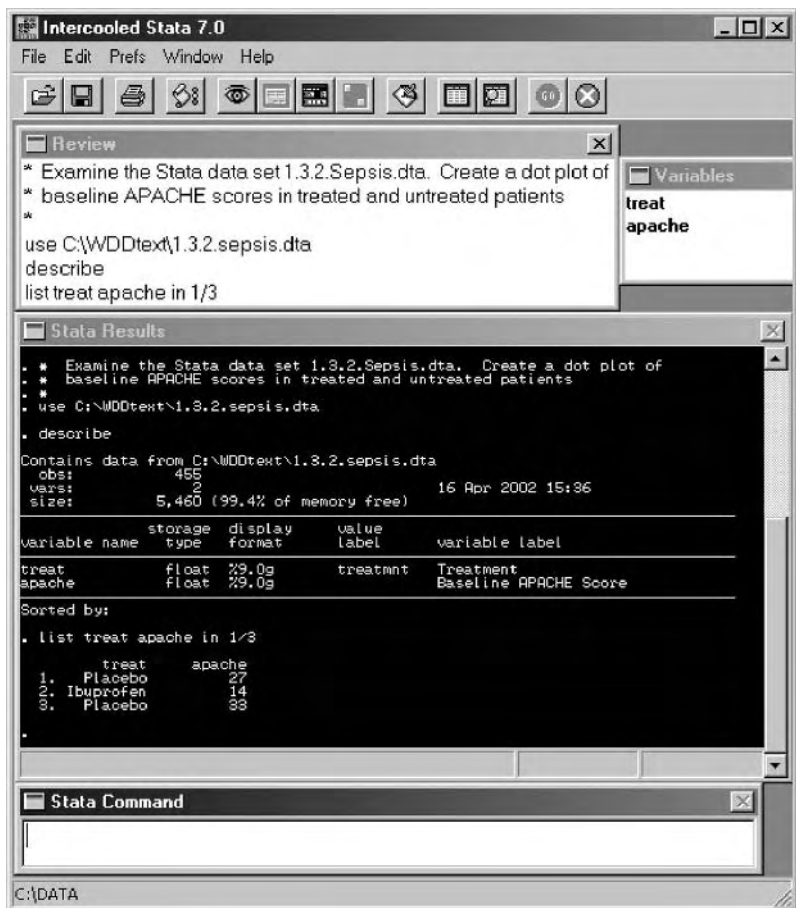 Intercooled Stata 7.0
File Edit Prefs Window Help
GO
Review
* Examine the Stata data set 1.3.2.Sepsis.dta. Create a dot plot of
* baseline APACHE scores in treated and untreated patients
*
use C:\WDDtext\1.3.2.sepsis.dta
describe
list treat apache in 1/3
Variables
treat
apache
Stata Results
. * Examine the Stata data set 1.3.2.Sepsis.dta. Create a dot plot of
. * baseline APACHE scores in treated and untreated patients
. *
. use C:\WDDtext\1.3.2.sepsis.dta
. describe
Contains data from C:\WDDtext\1.3.2.sepsis.dta
obs: 455
vars: 2 16 Apr 2002 15:36
size: 5,460 (99.4% of memory free)
storage display value
variable name type format label variable label
treat float %9.0g treatmnt Treatment
apache float %9.0g Baseline APACHE Score
Sorted by:
. list treat apache in 1/3
treat apache
1. Placebo 27
2. Ibuprofen 14
3. Placebo 33
.
Stata Command
C:\DATA